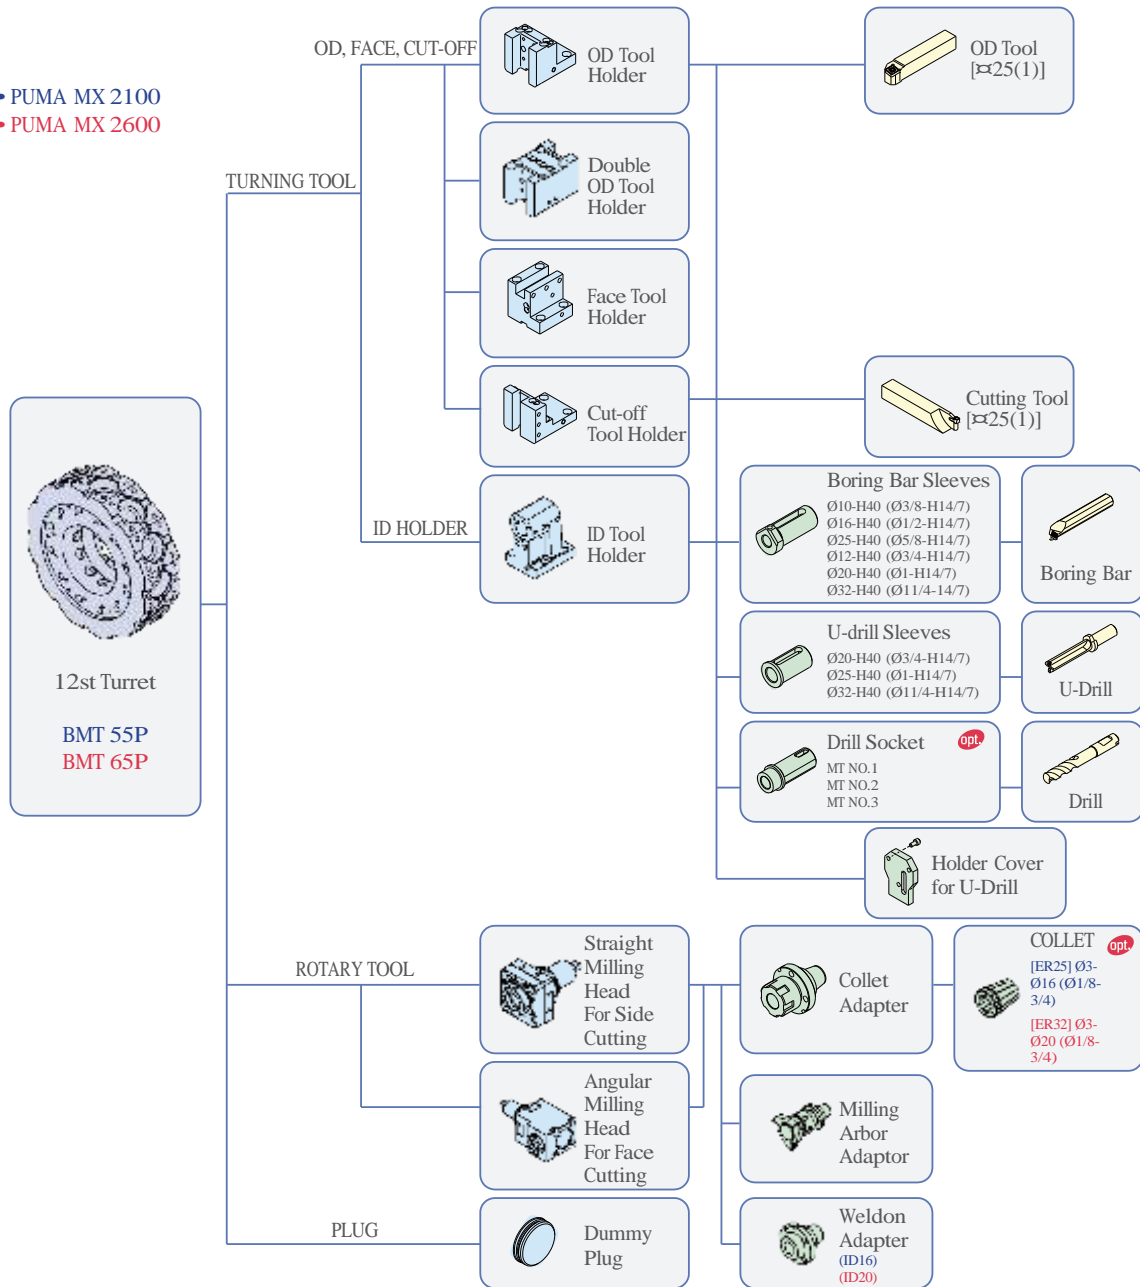 • PUMA MX 2100
• PUMA MX 2600
OD, FACE, CUT-OFF
OD Tool
Holder
OD Tool
[¤25(1)]
TURNING TOOL
Double
OD Tool
Holder
Face Tool
Holder
Cut-off
Tool Holder
Cutting Tool
[¤25(1)]
12st Turret
BMT 55P
BMT 65P
ID HOLDER
ID Tool
Holder
Boring Bar Sleeves
Ø10-H40 (Ø3/8-H14/7)
Ø16-H40 (Ø1/2-H14/7)
Ø25-H40 (Ø5/8-H14/7)
Ø12-H40 (Ø3/4-H14/7)
Ø20-H40 (Ø1-H14/7)
Ø32-H40 (Ø11/4-14/7)
Boring Bar
U-drill Sleeves
Ø20-H40 (Ø3/4-H14/7)
Ø25-H40 (Ø1-H14/7)
Ø32-H40 (Ø11/4-H14/7)
U-Drill
Drill Socket
opt.
MT NO.1
MT NO.2
MT NO.3
Drill
Holder Cover
for U-Drill
ROTARY TOOL
Straight
Milling
Head
For Side
Cutting
Collet
Adapter
COLLET
opt.
[ER25] Ø3-
Ø16 (Ø1/8-
3/4)
[ER32] Ø3-
Ø20 (Ø1/8-
3/4)
Angular
Milling
Head
For Face
Cutting
Milling
Arbor
Adaptor
PLUG
Dummy
Plug
Weldon
Adapter
(ID16)
(ID20)